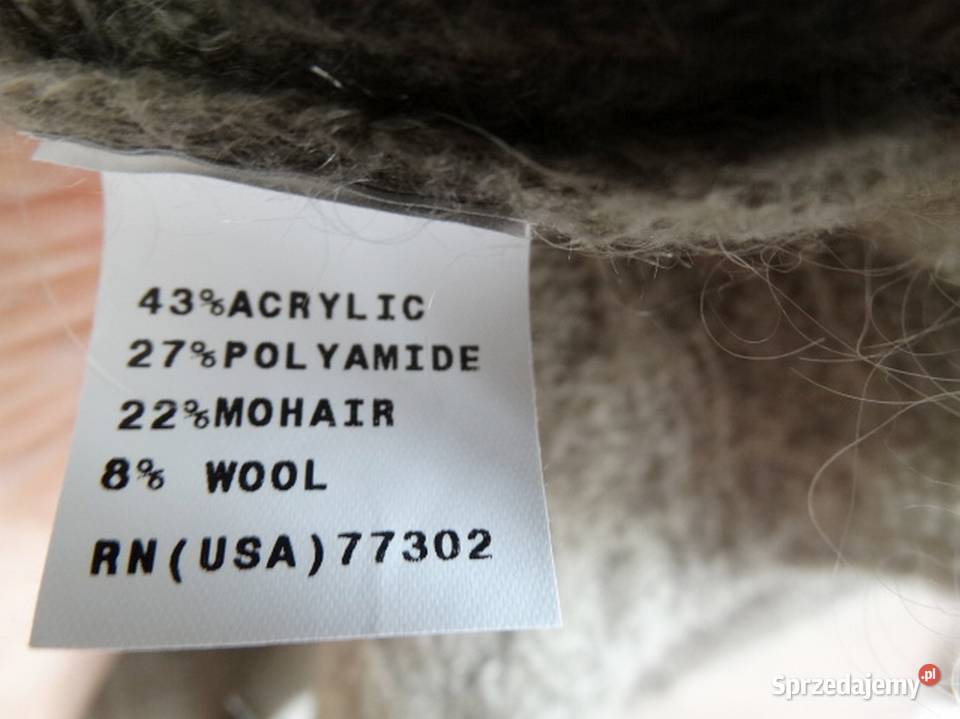 43%ACRYLIC
27%POLYAMIDE
22%MOHAIR
8% WOOL
RN(USA)77302
Sprzedajemy.pl